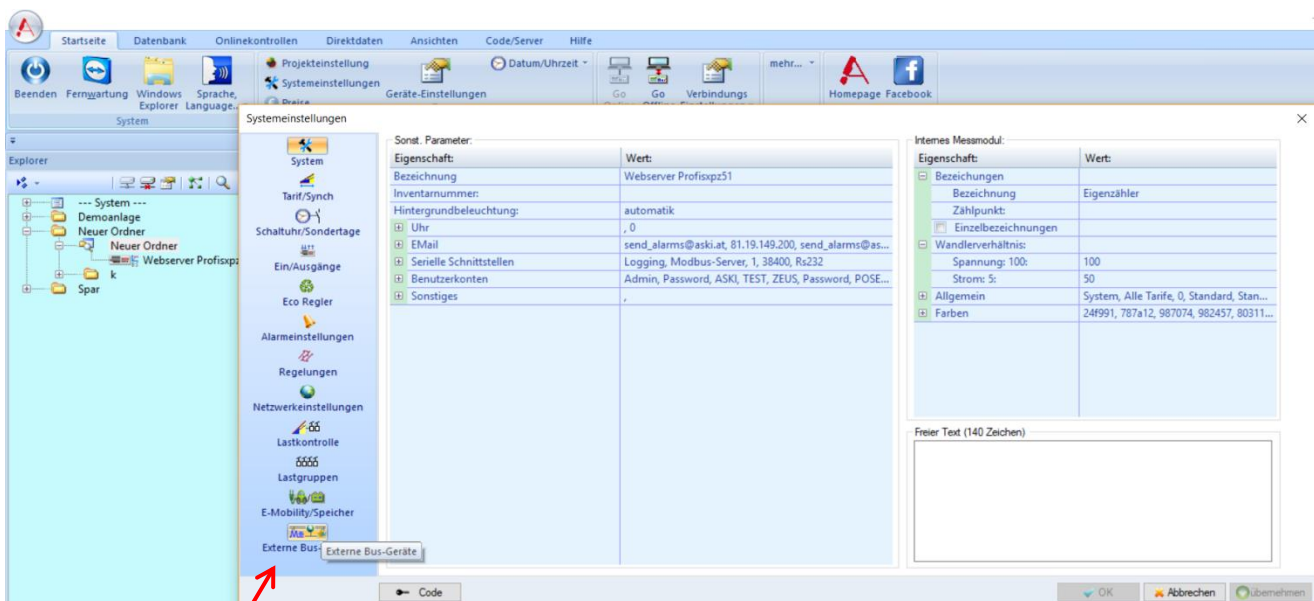 Startseite Datenbank Onlinekontrollen Direktdaten Ansichten Code/Server Hilfe
Beenden
Fernwartung
Windows Explorer
Sprache, Language...
System
Projekteinstellung
Systemeinstellungen
Preise
Geräte-Einstellungen
Datum/Uhrzeit
Go
Go
Verbindungs
mehr...
Homepage
Facebook
Explorer
--- System ---
Demoanlage
Neuer Ordner
Neuer Ordner
Webserver Profisxpz
k
Spar
Systemeinstellungen
System
Tarif/Synch
Schaltuhr/Sondertage
Ein/Ausgänge
Eco Regler
Alarmeinstellungen
Regelungen
Netzwerkeinstellungen
Lastkontrolle
Lastgruppen
E-Mobility/Speicher
Externe Bus-
Externe Bus-Geräte
Sonst. Parameter:
Eigenschaft: Wert:
Bezeichnung Webserver Profisxpz51
Inventarnummer:
Hintergrundbeleuchtung: automatik
Uhr , 0
EMail send_alarms@aski.at, 81.19.149.200, send_alarms@as...
Serielle Schnittstellen Logging, Modbus-Server, 1, 38400, Rs232
Benutzerkonten Admin, Password, ASKI, TEST, ZEUS, Password, POSE...
Sonstiges ,
Internes Messmodul:
Eigenschaft: Wert:
Bezeichungen
Bezeichnung Eigenzähler
Zählpunkt:
Einzelbezeichnungen
Wandlerverhältnis:
Spannung: 100: 100
Strom: 5: 50
Allgemein System, Alle Tarife, 0, Standard, Stan...
Farben 24f991, 787a12, 987074, 982457, 80311...
Freier Text (140 Zeichen)
Code
OK
Abbrechen
übernehmen